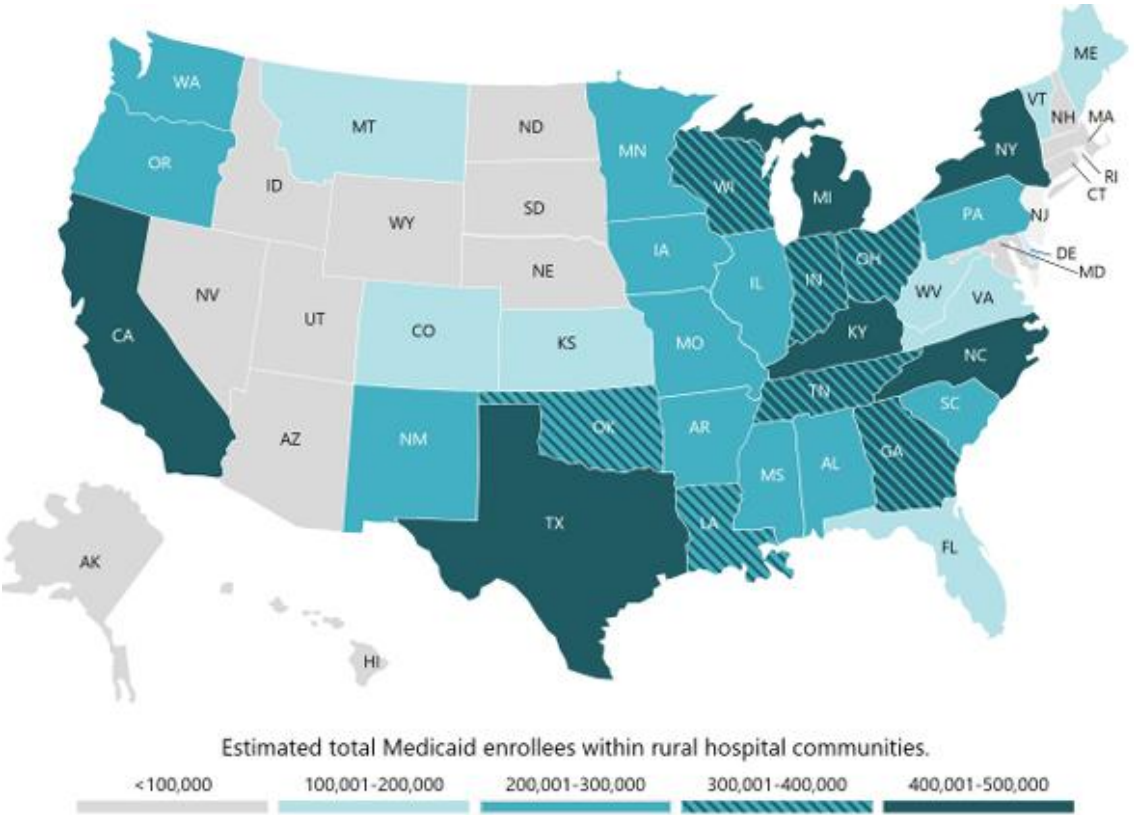 ME
WA
VT
MT
ND
NH
MA
MN
NY
OR
WI
RI
ID
MI
CT
SD
WY
PA
NJ
IA
DE
NE
OH
MD
IL
IN
NV
WV
VA
UT
CO
KS
KY
CA
MO
NC
TN
SC
AZ
NM
OK
AR
GA
AL
MS
TX
LA
FL
AK
HI
Estimated total Medicaid enrollees within rural hospital communities.
<100,000
100,001-200,000
200,001-300,000
300,001-400,000
400,001-500,000